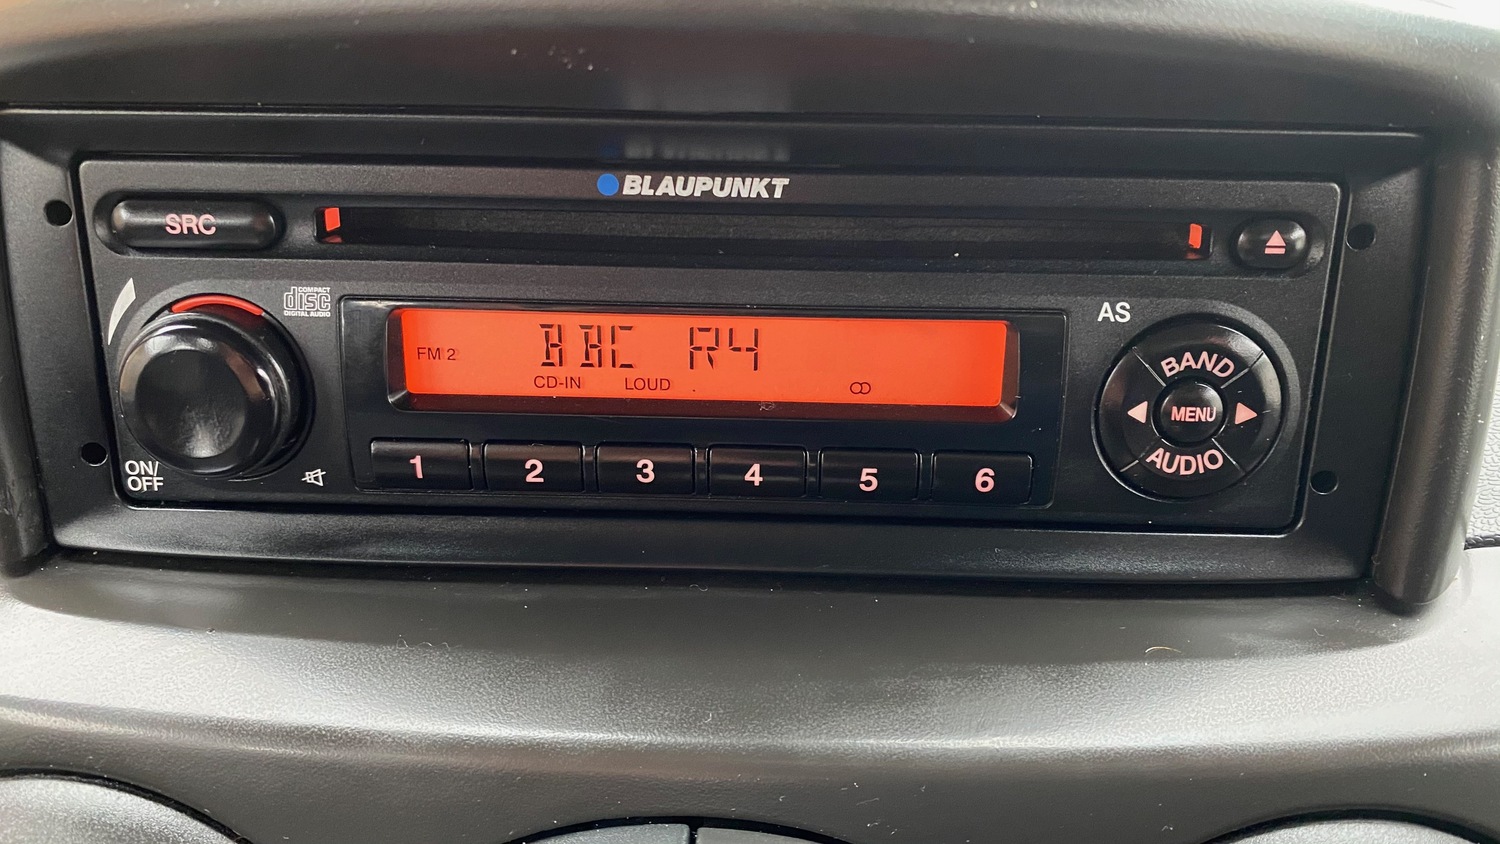 BLAUPUNKT
SRC
COMPACT
disc
DIGITAL AUDIO
AS
FM 2
BBC R4
CD-IN LOUD
BAND
MENU
AUDIO
ON/
OFF
1 2 3 4 5 6